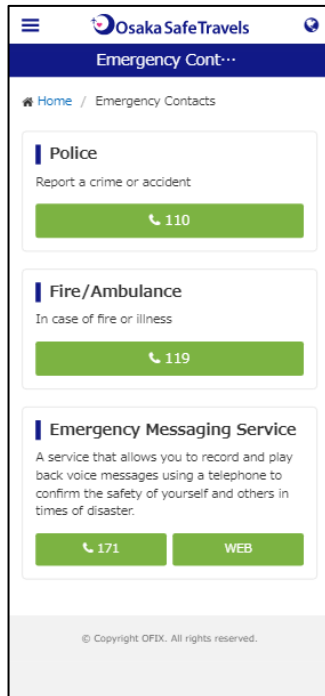 Osaka Safe Travels
Emergency Cont···
Home / Emergency Contacts
Police
Report a crime or accident
110
Fire/Ambulance
In case of fire or illness
119
Emergency Messaging Service
A service that allows you to record and play
back voice messages using a telephone to
confirm the safety of yourself and others in
times of disaster.
171 WEB
© Copyright OFIX. All rights reserved.